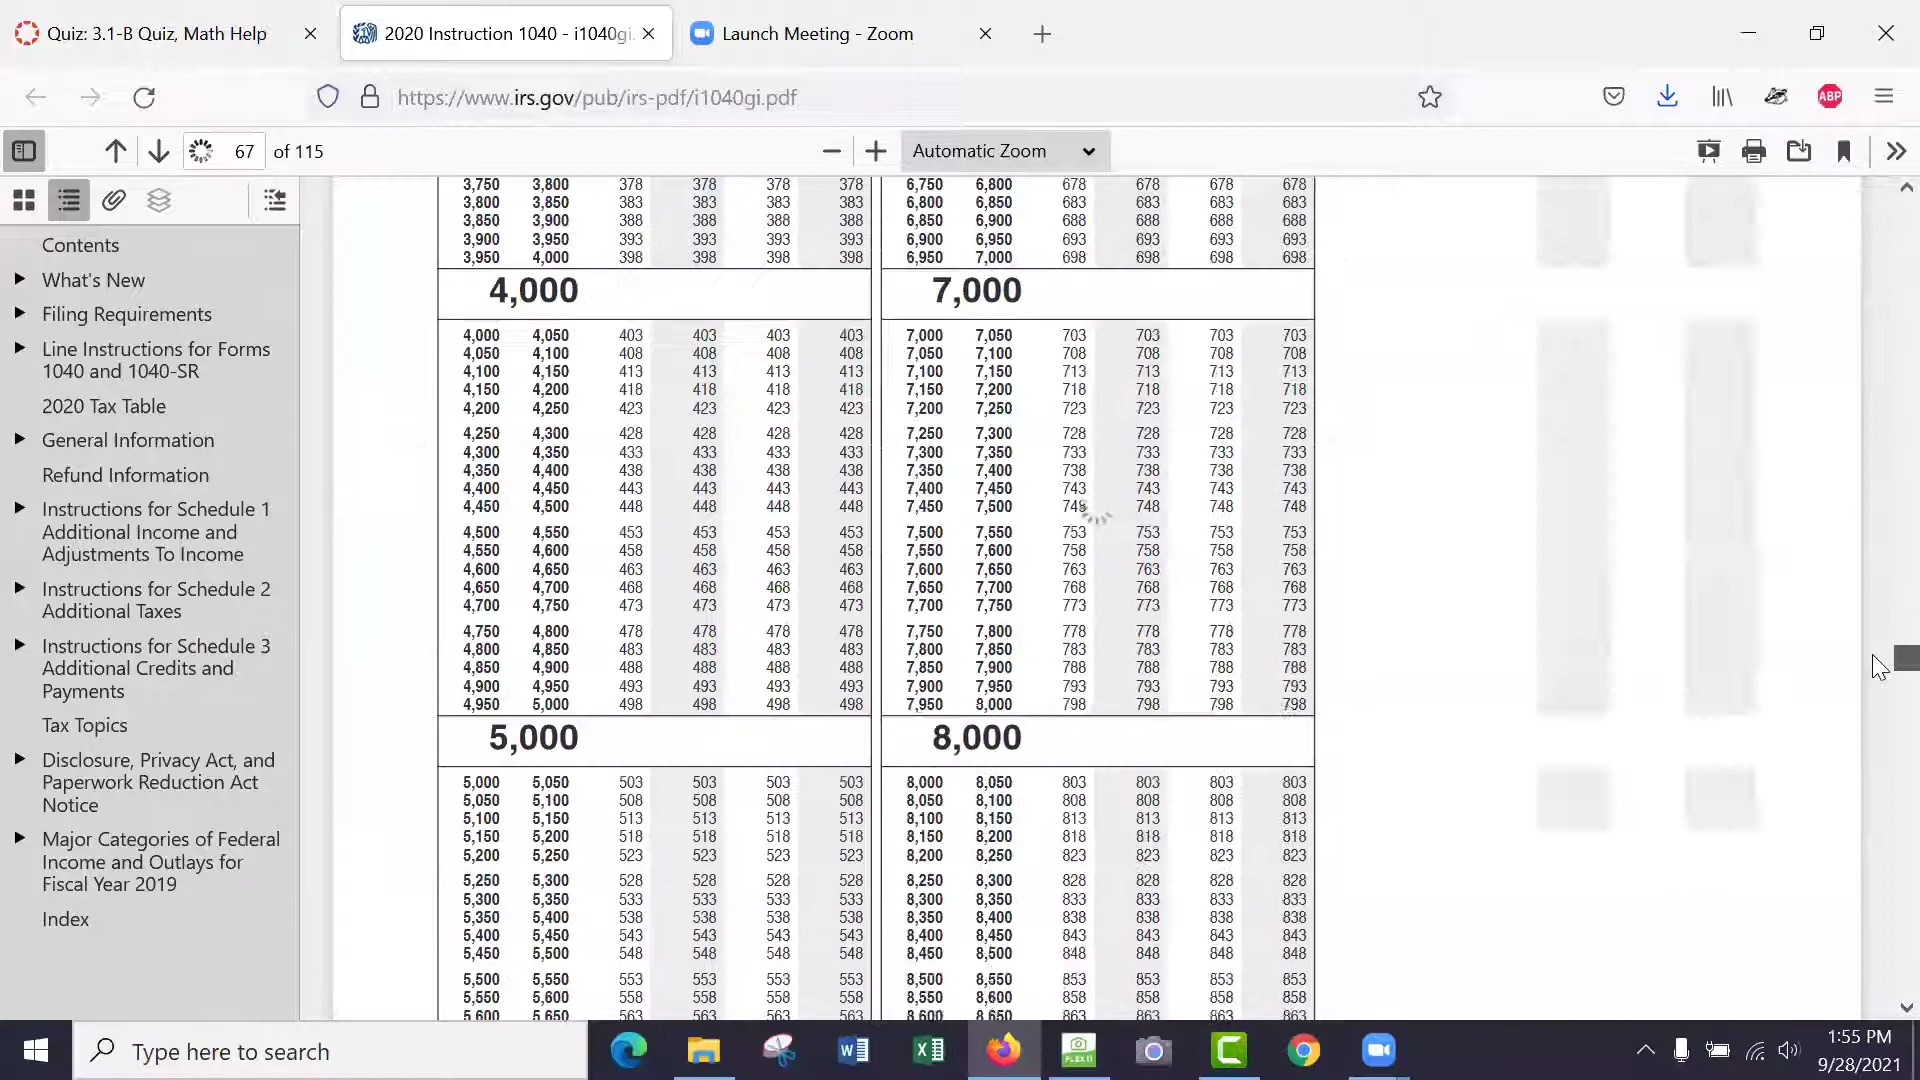 Quiz: 3.1-B Quiz, Math Help
2020 Instruction 1040 - i1040gi.
Launch Meeting - Zoom
https://www.irs.gov/pub/irs-pdf/i1040gi.pdf
ABP
67 of 115
Automatic Zoom
Contents
What's New
Filing Requirements
Line Instructions for Forms
1040 and 1040-SR
2020 Tax Table
General Information
Refund Information
Instructions for Schedule 1
Additional Income and
Adjustments To Income
Instructions for Schedule 2
Additional Taxes
Instructions for Schedule 3
Additional Credits and
Payments
Tax Topics
Disclosure, Privacy Act, and
Paperwork Reduction Act
Notice
Major Categories of Federal
Income and Outlays for
Fiscal Year 2019
Index
3,750 3,800 378 378 378 378
3,800 3,850 383 383 383 383
3,850 3,900 388 388 388 388
3,900 3,950 393 393 393 393
3,950 4,000 398 398 398 398
4,000
4,000 4,050 403 403 403 403
4,050 4,100 408 408 408 408
4,100 4,150 413 413 413 413
4,150 4,200 418 418 418 418
4,200 4,250 423 423 423 423
4,250 4,300 428 428 428 428
4,300 4,350 433 433 433 433
4,350 4,400 438 438 438 438
4,400 4,450 443 443 443 443
4,450 4,500 448 448 448 448
4,500 4,550 453 453 453 453
4,550 4,600 458 458 458 458
4,600 4,650 463 463 463 463
4,650 4,700 468 468 468 468
4,700 4,750 473 473 473 473
4,750 4,800 478 478 478 478
4,800 4,850 483 483 483 483
4,850 4,900 488 488 488 488
4,900 4,950 493 493 493 493
4,950 5,000 498 498 498 498
5,000
5,000 5,050 503 503 503 503
5,050 5,100 508 508 508 508
5,100 5,150 513 513 513 513
5,150 5,200 518 518 518 518
5,200 5,250 523 523 523 523
5,250 5,300 528 528 528 528
5,300 5,350 533 533 533 533
5,350 5,400 538 538 538 538
5,400 5,450 543 543 543 543
5,450 5,500 548 548 548 548
5,500 5,550 553 553 553 553
5,550 5,600 558 558 558 558
5,600 5,650 563 563 563 563
6,750 6,800 678 678 678 678
6,800 6,850 683 683 683 683
6,850 6,900 688 688 688 688
6,900 6,950 693 693 693 693
6,950 7,000 698 698 698 698
7,000
7,000 7,050 703 703 703 703
7,050 7,100 708 708 708 708
7,100 7,150 713 713 713 713
7,150 7,200 718 718 718 718
7,200 7,250 723 723 723 723
7,250 7,300 728 728 728 728
7,300 7,350 733 733 733 733
7,350 7,400 738 738 738 738
7,400 7,450 743 743 743 743
7,450 7,500 748 748 748 748
7,500 7,550 753 753 753 753
7,550 7,600 758 758 758 758
7,600 7,650 763 763 763 763
7,650 7,700 768 768 768 768
7,700 7,750 773 773 773 773
7,750 7,800 778 778 778 778
7,800 7,850 783 783 783 783
7,850 7,900 788 788 788 788
7,900 7,950 793 793 793 793
7,950 8,000 798 798 798 798
8,000
8,000 8,050 803 803 803 803
8,050 8,100 808 808 808 808
8,100 8,150 813 813 813 813
8,150 8,200 818 818 818 818
8,200 8,250 823 823 823 823
8,250 8,300 828 828 828 828
8,300 8,350 833 833 833 833
8,350 8,400 838 838 838 838
8,400 8,450 843 843 843 843
8,450 8,500 848 848 848 848
8,500 8,550 853 853 853 853
8,550 8,600 858 858 858 858
8,600 8,650 863 863 863 863
Type here to search
1:55 PM
9/28/2021